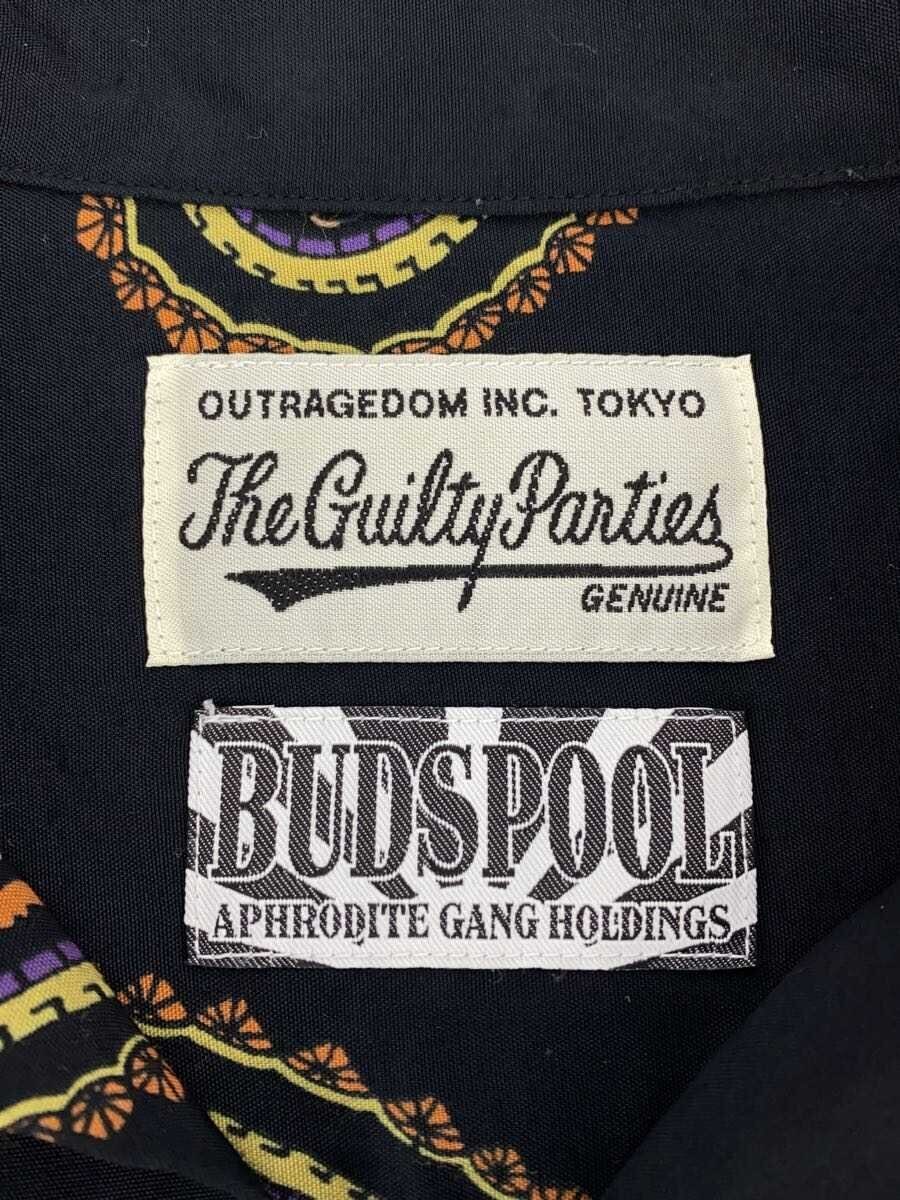 OUTRAGEDOM INC. TOKYO
The Guilty Parties
GENUINE
BUDSPOOL
APHRODITE GANG HOLDINGS